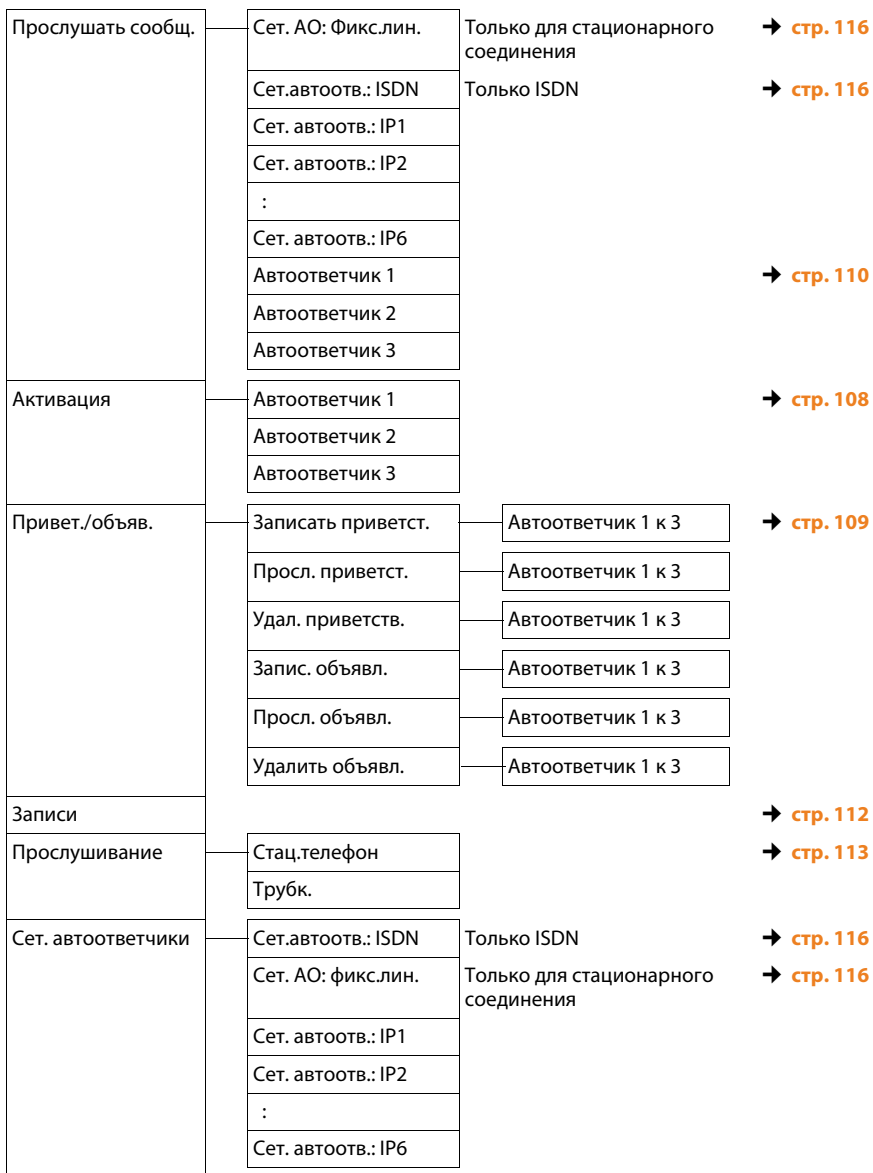 Прослушать сообщ. Сет. АО: Фикс.лин. Только для стационарного соединения ➜ стр. 116
Сет.автоотв.: ISDN Только ISDN ➜ стр. 116
Сет. автоотв.: IP1
Сет. автоотв.: IP2
:
Сет. автоотв.: IP6
Автоответчик 1 ➜ стр. 110
Автоответчик 2
Автоответчик 3
Активация Автоответчик 1 ➜ стр. 108
Автоответчик 2
Автоответчик 3
Привет./объяв. Записать приветст. Автоответчик 1 к 3 ➜ стр. 109
Просл. приветст. Автоответчик 1 к 3
Удал. приветств. Автоответчик 1 к 3
Запис. объявл. Автоответчик 1 к 3
Просл. объявл. Автоответчик 1 к 3
Удалить объявл. Автоответчик 1 к 3
Записи ➜ стр. 112
Прослушивание Стац.телефон ➜ стр. 113
Трубк.
Сет. автоответчики Сет.автоотв.: ISDN Только ISDN ➜ стр. 116
Сет. АО: фикс.лин. Только для стационарного соединения ➜ стр. 116
Сет. автоотв.: IP1
Сет. автоотв.: IP2
:
Сет. автоотв.: IP6